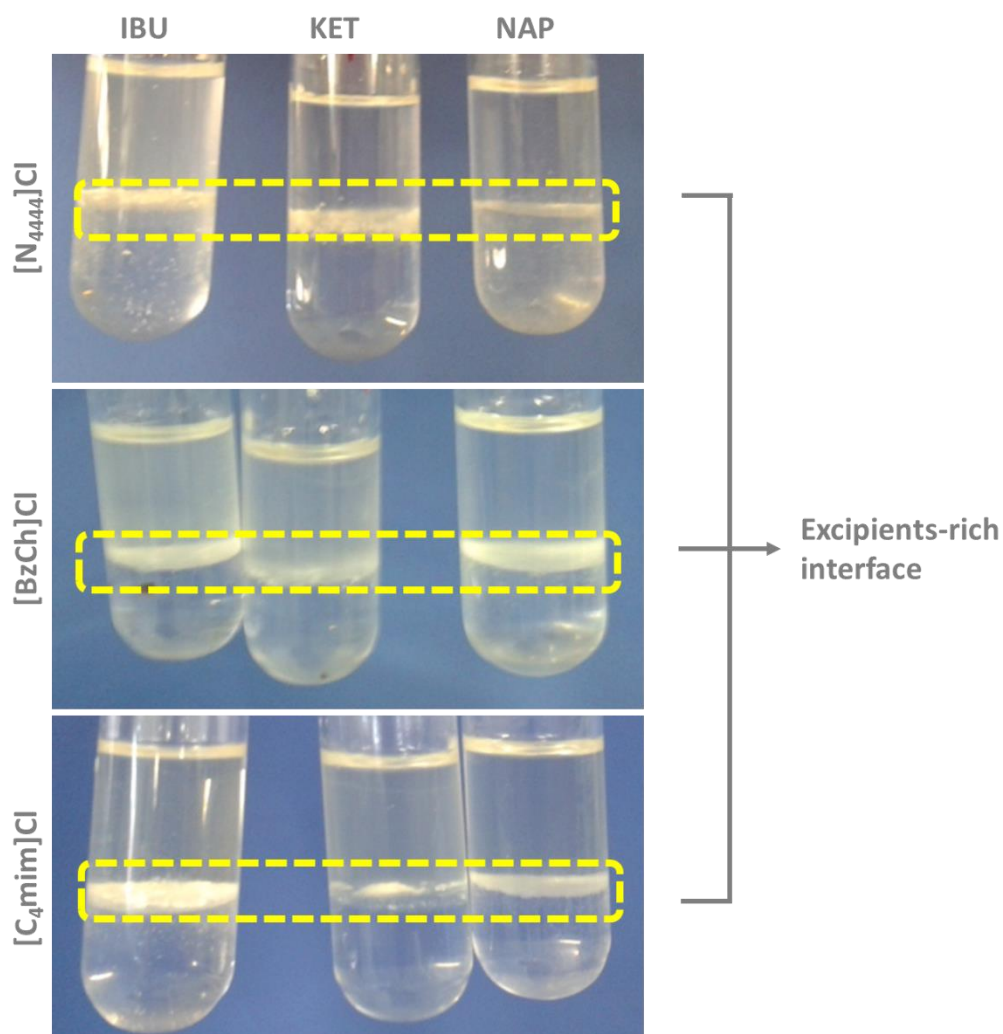 IBU KET NAP
[N₄₄₄₄]Cl
[BzCh]Cl
[C₄mim]Cl
Excipients-rich
interface